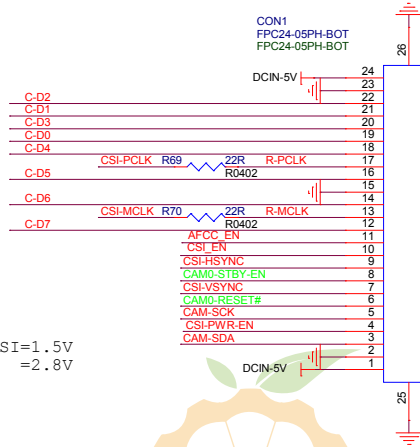 CON1
FPC24-05PH-BOT
FPC24-05PH-BOT
26
DCIN-5V 24
23
C-D2 22
C-D1 21
C-D3 20
C-D0 19
C-D4 18
CSI-PCLK R69 22R R-PCLK 17
C-D5 R0402 16
15
C-D6 14
CSI-MCLK R70 22R R-MCLK 13
C-D7 R0402 12
AFCC_EN 11
CSI_EN 10
CSI-HSYNC 9
CAM0-STBY-EN 8
CSI-VSYNC 7
CAM0-RESET# 6
CAM-SCK 5
CSI-PWR-EN 4
CAM-SDA 3
SI=1.5V 2
=2.8V DCIN-5V 1
25